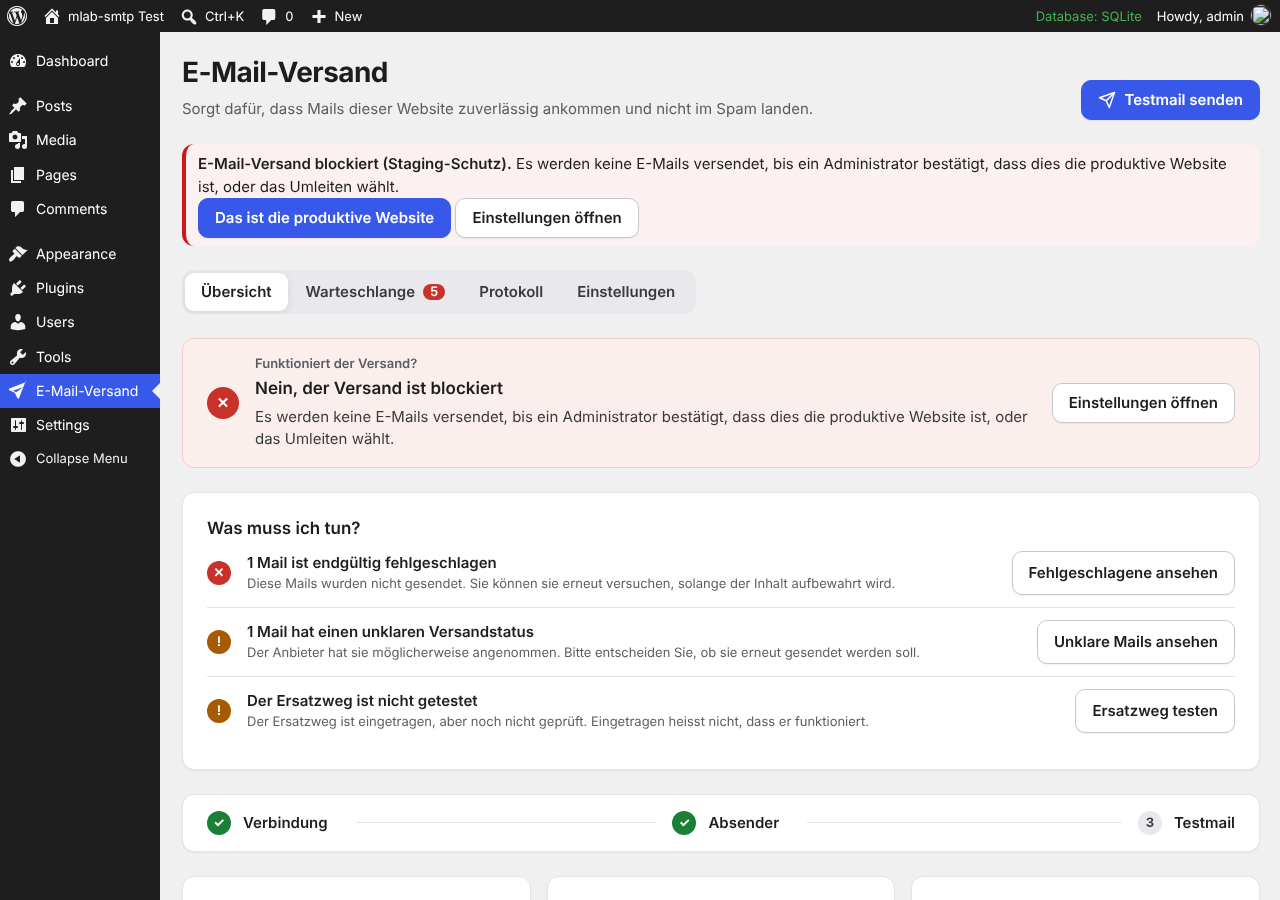 mlab-smtp Test
Ctrl+K
0
New
Database: SQLite
Howdy, admin
Dashboard
Posts
Media
Pages
Comments
Appearance
Plugins
Users
Tools
E-Mail-Versand
Settings
Collapse Menu
E-Mail-Versand
Sorgt dafür, dass Mails dieser Website zuverlässig ankommen und nicht im Spam landen.
Testmail senden
E-Mail-Versand blockiert (Staging-Schutz). Es werden keine E-Mails versendet, bis ein Administrator bestätigt, dass dies die produktive Website
ist, oder das Umleiten wählt.
Das ist die produktive Website
Einstellungen öffnen
Übersicht
Warteschlange 5
Protokoll
Einstellungen
Funktioniert der Versand?
Nein, der Versand ist blockiert
Es werden keine E-Mails versendet, bis ein Administrator bestätigt, dass dies die produktive Website ist, oder
das Umleiten wählt.
Einstellungen öffnen
Was muss ich tun?
1 Mail ist endgültig fehlgeschlagen
Diese Mails wurden nicht gesendet. Sie können sie erneut versuchen, solange der Inhalt aufbewahrt wird.
Fehlgeschlagene ansehen
!
1 Mail hat einen unklaren Versandstatus
Der Anbieter hat sie möglicherweise angenommen. Bitte entscheiden Sie, ob sie erneut gesendet werden soll.
Unklare Mails ansehen
!
Der Ersatzweg ist nicht getestet
Der Ersatzweg ist eingetragen, aber noch nicht geprüft. Eingetragen heisst nicht, dass er funktioniert.
Ersatzweg testen
Verbindung
Absender
3 Testmail